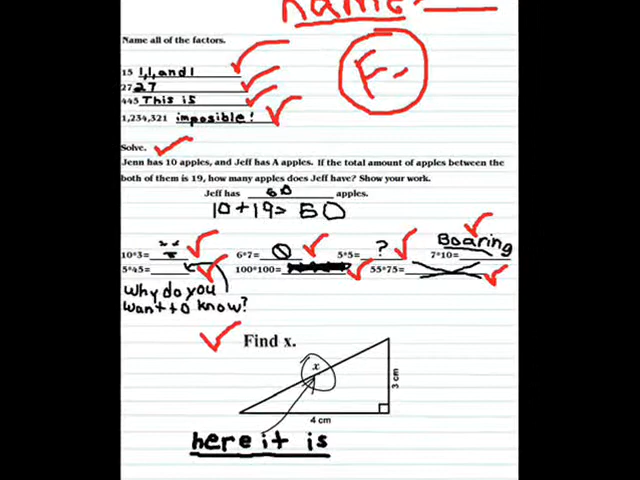 name:
Name all of the factors.
F-
15 1,1, and 1
27 27
445 This is
1,234,321 imposible!
Solve.
Jenn has 10 apples, and Jeff has A apples. If the total amount of apples between the
both of them is 19, how many apples does Jeff have? Show your work.
Jeff has 60 apples.
10+19= 60
10*3= 6*7= 5*5= ? 7*10= Boaring
5*45= 100*100= 55*75=
why do you
want to know?
Find x.
x
3 cm
4 cm
here it is